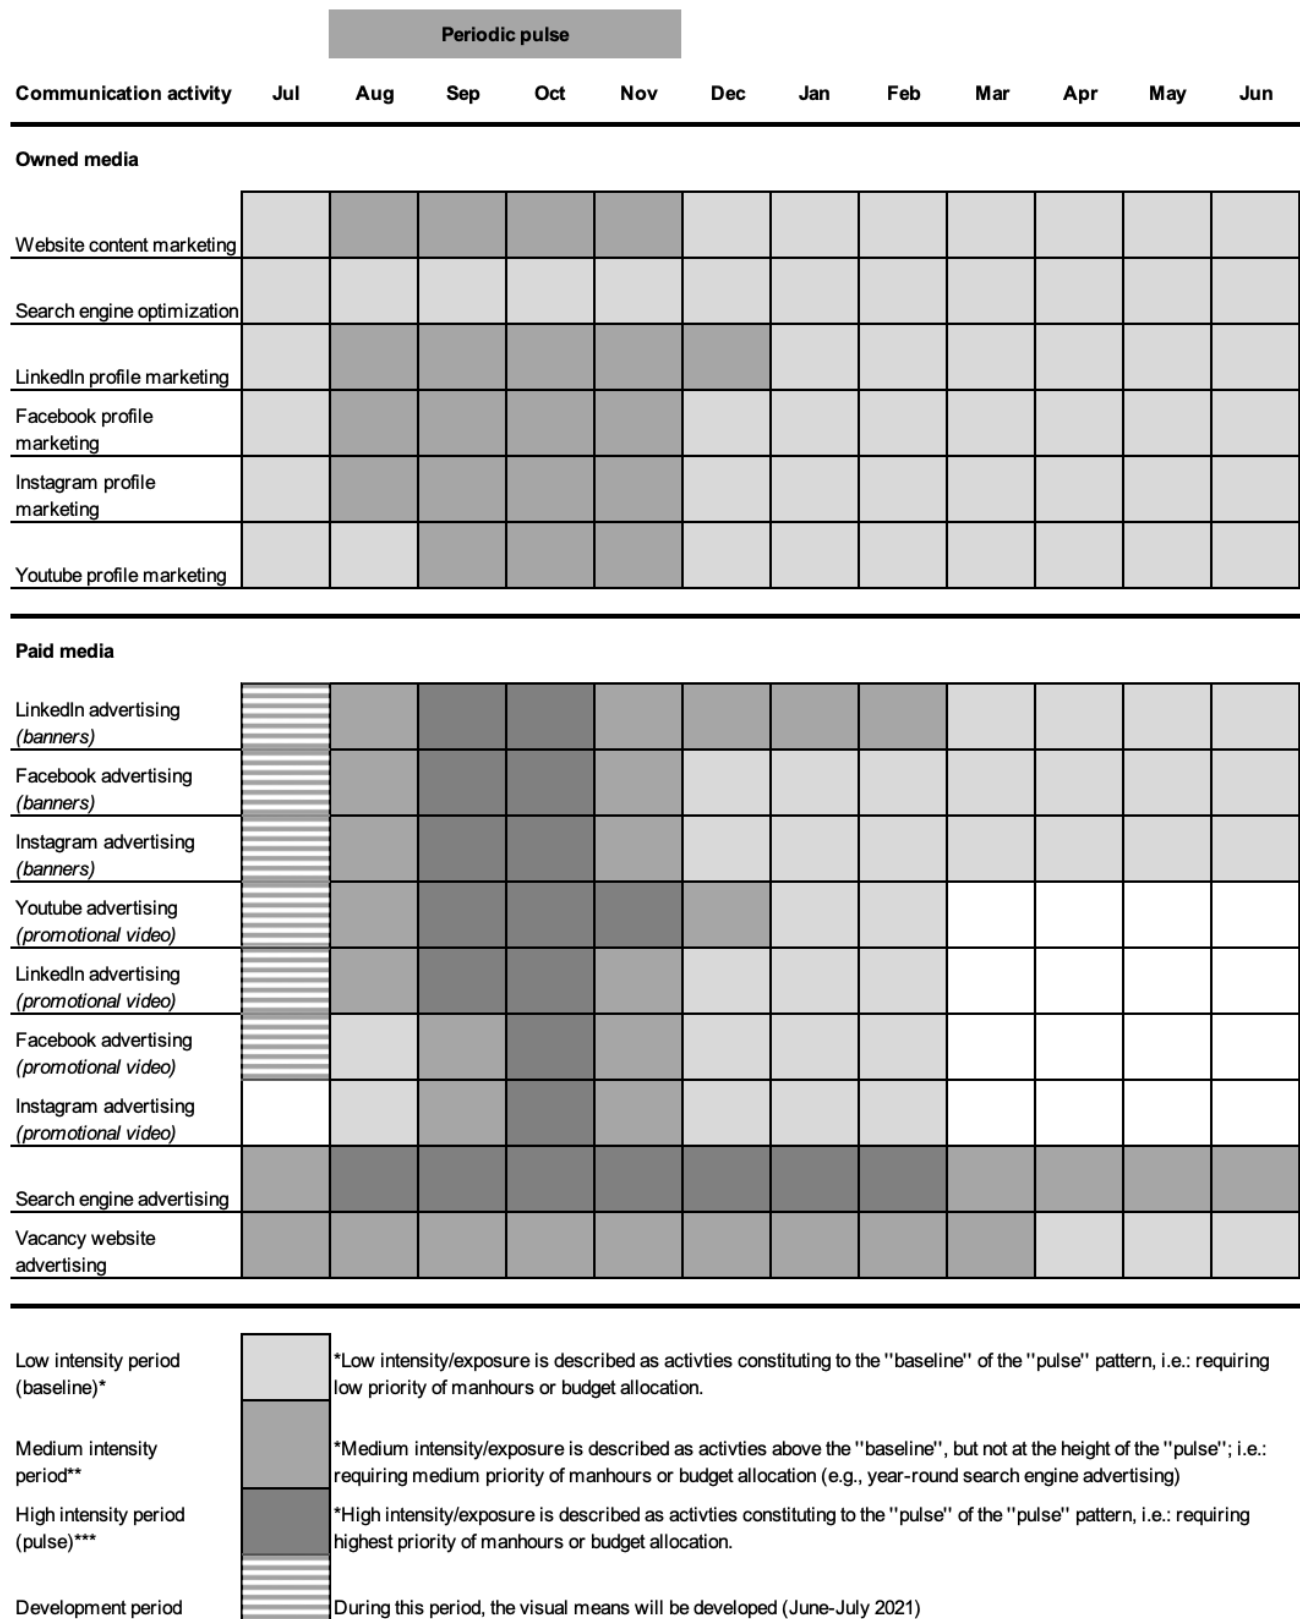 Periodic pulse
Communication activity Jul Aug Sep Oct Nov Dec Jan Feb Mar Apr May Jun
Owned media
Website content marketing
Search engine optimization
LinkedIn profile marketing
Facebook profile
marketing
Instagram profile
marketing
Youtube profile marketing
Paid media
LinkedIn advertising
(banners)
Facebook advertising
(banners)
Instagram advertising
(banners)
Youtube advertising
(promotional video)
LinkedIn advertising
(promotional video)
Facebook advertising
(promotional video)
Instagram advertising
(promotional video)
Search engine advertising
Vacancy website
advertising
Low intensity period
(baseline)*
*Low intensity/exposure is described as activties constituting to the "baseline" of the "pulse" pattern, i.e.: requiring
low priority of manhours or budget allocation.
Medium intensity
period**
*Medium intensity/exposure is described as activties above the "baseline", but not at the height of the "pulse"; i.e.:
requiring medium priority of manhours or budget allocation (e.g., year-round search engine advertising)
High intensity period
(pulse)***
*High intensity/exposure is described as activties constituting to the "pulse" of the "pulse" pattern, i.e.: requiring
highest priority of manhours or budget allocation.
Development period
During this period, the visual means will be developed (June-July 2021)